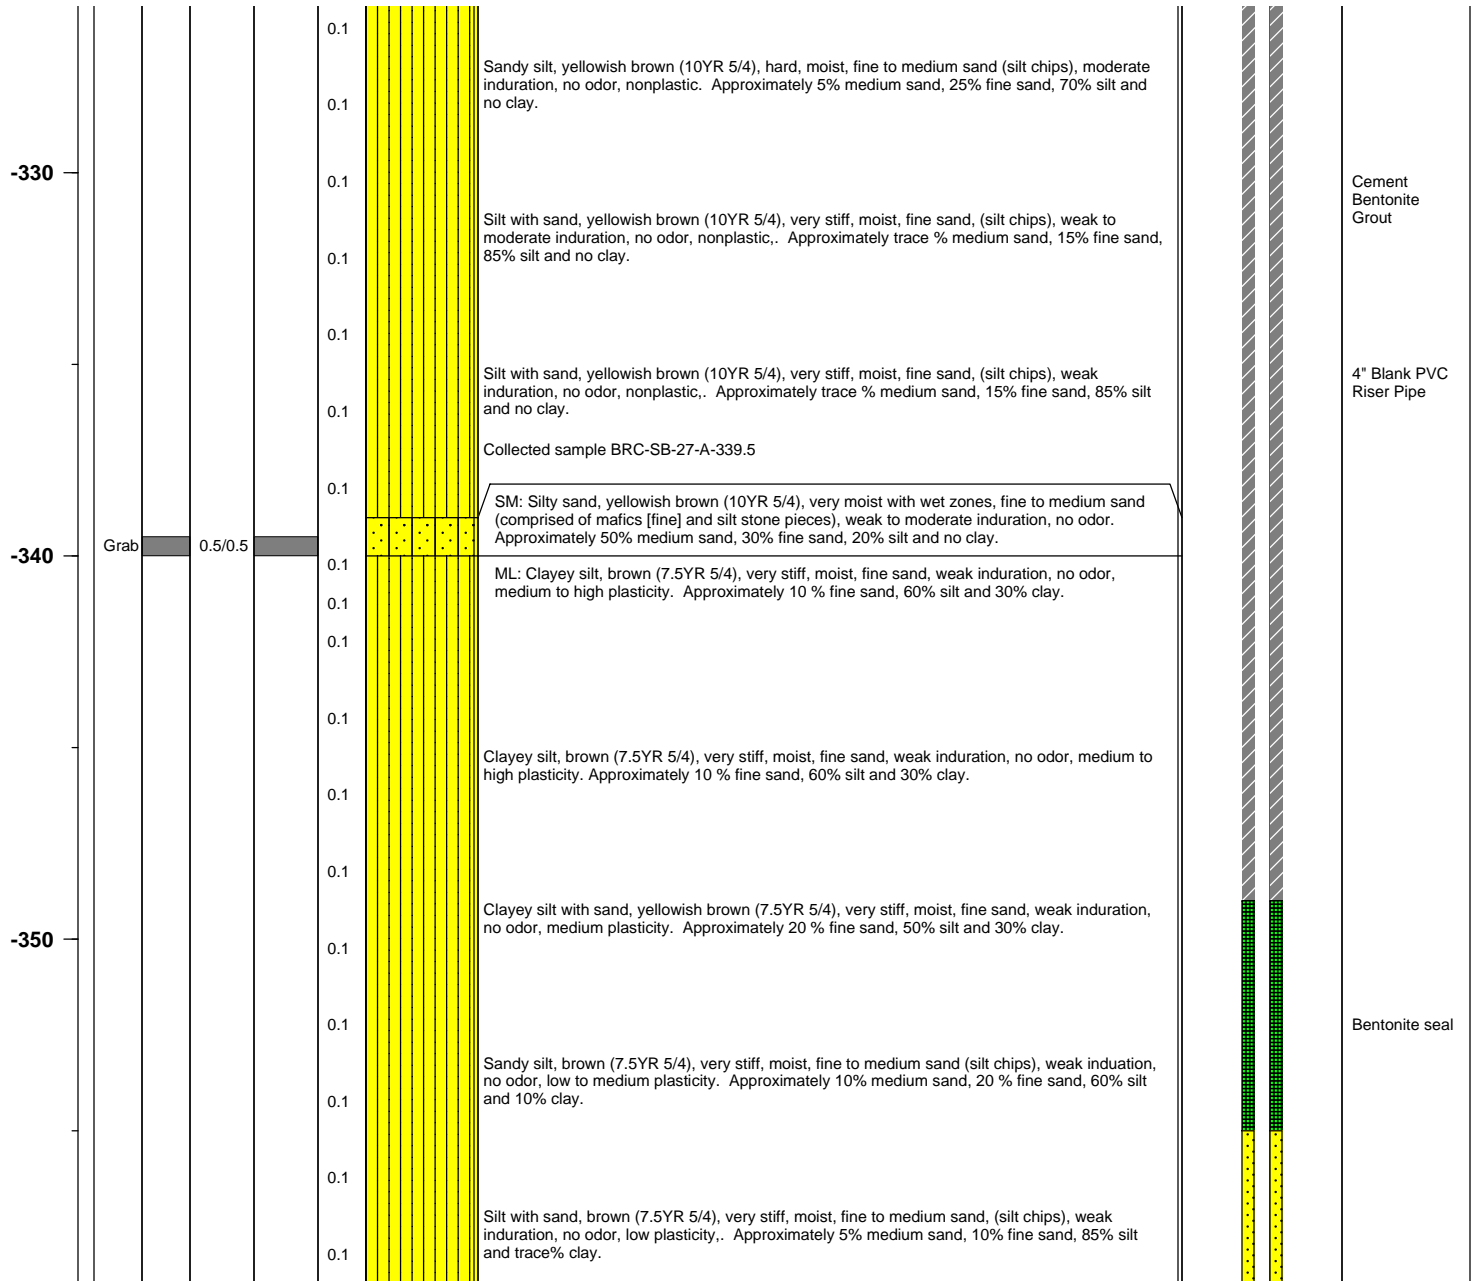 0.1
Sandy silt, yellowish brown (10YR 5/4), hard, moist, fine to medium sand (silt chips), moderate
induration, no odor, nonplastic.  Approximately 5% medium sand, 25% fine sand, 70% silt and
no clay.
0.1
-330
0.1
Cement
Bentonite
Grout
Silt with sand, yellowish brown (10YR 5/4), very stiff, moist, fine sand, (silt chips), weak to
moderate induration, no odor, nonplastic,.  Approximately trace % medium sand, 15% fine sand,
85% silt and no clay.
0.1
0.1
Silt with sand, yellowish brown (10YR 5/4), very stiff, moist, fine sand, (silt chips), weak
induration, no odor, nonplastic,.  Approximately trace % medium sand, 15% fine sand, 85% silt
and no clay.
4" Blank PVC
Riser Pipe
0.1
Collected sample BRC-SB-27-A-339.5
0.1
SM: Silty sand, yellowish brown (10YR 5/4), very moist with wet zones, fine to medium sand
(comprised of mafics [fine] and silt stone pieces), weak to moderate induration, no odor.
Approximately 50% medium sand, 30% fine sand, 20% silt and no clay.
Grab
0.5/0.5
-340
0.1
ML: Clayey silt, brown (7.5YR 5/4), very stiff, moist, fine sand, weak induration, no odor,
medium to high plasticity.  Approximately 10 % fine sand, 60% silt and 30% clay.
0.1
0.1
0.1
Clayey silt, brown (7.5YR 5/4), very stiff, moist, fine sand, weak induration, no odor, medium to
high plasticity. Approximately 10 % fine sand, 60% silt and 30% clay.
0.1
0.1
Clayey silt with sand, yellowish brown (7.5YR 5/4), very stiff, moist, fine sand, weak induration,
no odor, medium plasticity.  Approximately 20 % fine sand, 50% silt and 30% clay.
-350
0.1
0.1
Bentonite seal
Sandy silt, brown (7.5YR 5/4), very stiff, moist, fine to medium sand (silt chips), weak induation,
no odor, low to medium plasticity.  Approximately 10% medium sand, 20 % fine sand, 60% silt
and 10% clay.
0.1
0.1
Silt with sand, brown (7.5YR 5/4), very stiff, moist, fine to medium sand, (silt chips), weak
induration, no odor, low plasticity,.  Approximately 5% medium sand, 10% fine sand, 85% silt
and trace% clay.
0.1